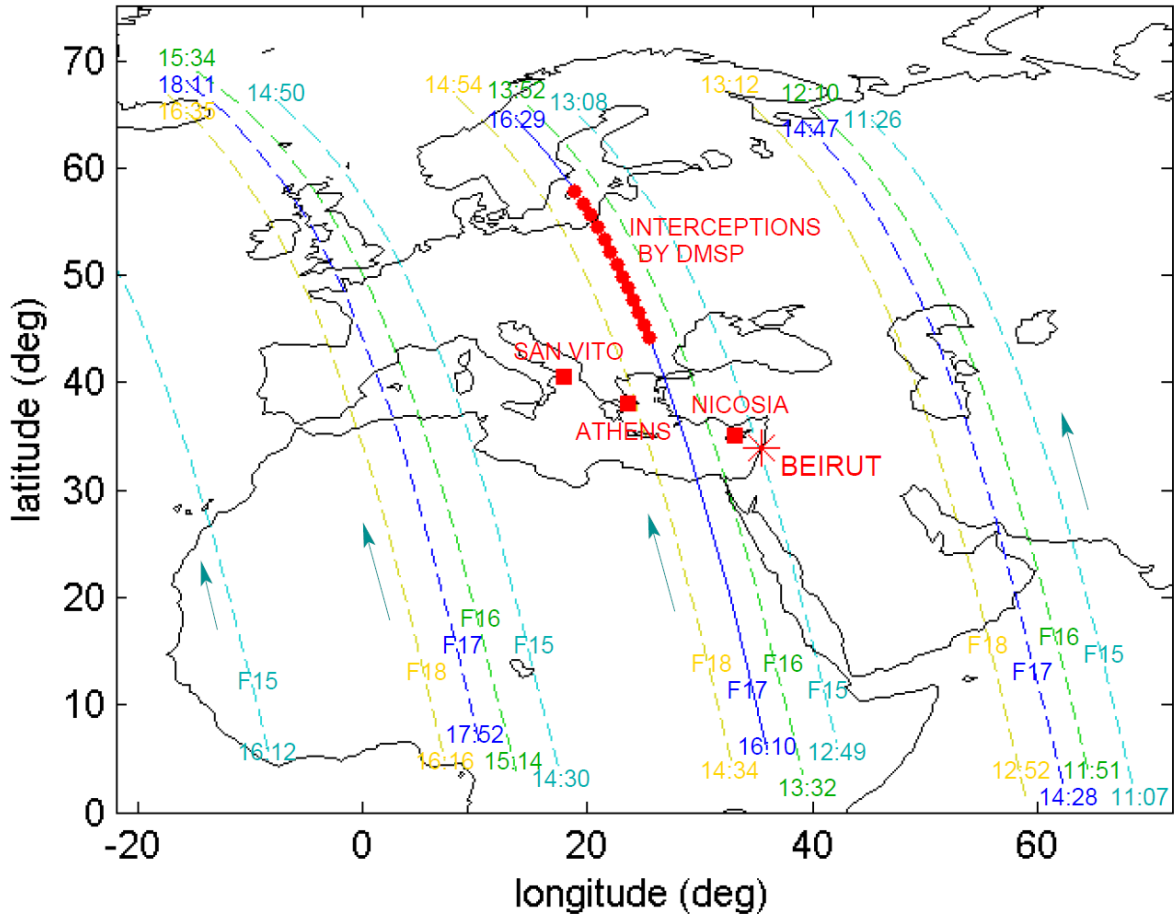 70
60
50
40
30
20
10
0
latitude (deg)
-20
0
20
40
60
longitude (deg)
15:34
18:11
16:35
14:50
14:54
13:52
16:29
13:08
13:12
12:10
14:47
11:26
INTERCEPTIONS
BY DMSP
SAN VITO
ATHENS
NICOSIA
BEIRUT
F15
F18
F17
F16
F15
F18
F17
F16
F15
F18
F17
F16
F15
16:12
16:16
17:52
15:14
14:30
14:34
16:10
13:32
12:49
12:52
14:28
11:51
11:07